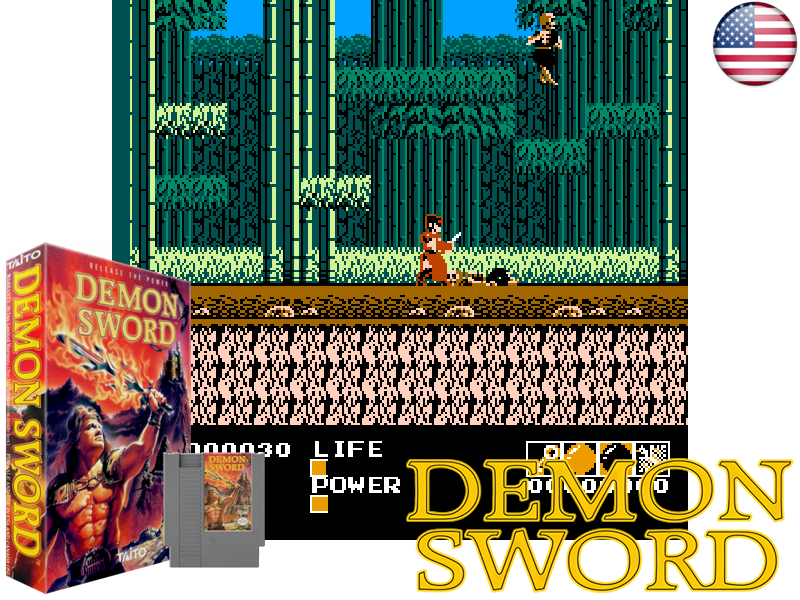 TAITO
DEMON SWORD
RELEASE THE POWER
DEMON
SWORD
TAITO
DEMON
SWORD
000030 LIFE
POWER
DEMON
SWORD